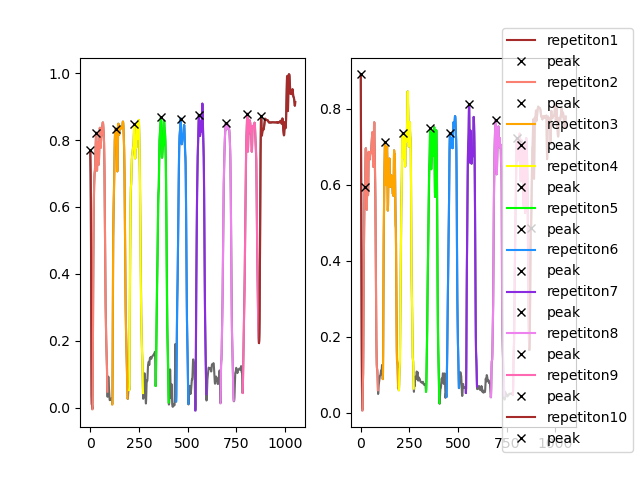 1.0
0.8
0.6
0.4
0.2
0.0
0 250 500 750 1000
0.8
0.6
0.4
0.2
0.0
0 250 500 750 1000
repetiton1
peak
repetiton2
peak
repetiton3
peak
repetiton4
peak
repetiton5
peak
repetiton6
peak
repetiton7
peak
repetiton8
peak
repetiton9
peak
repetiton10
peak